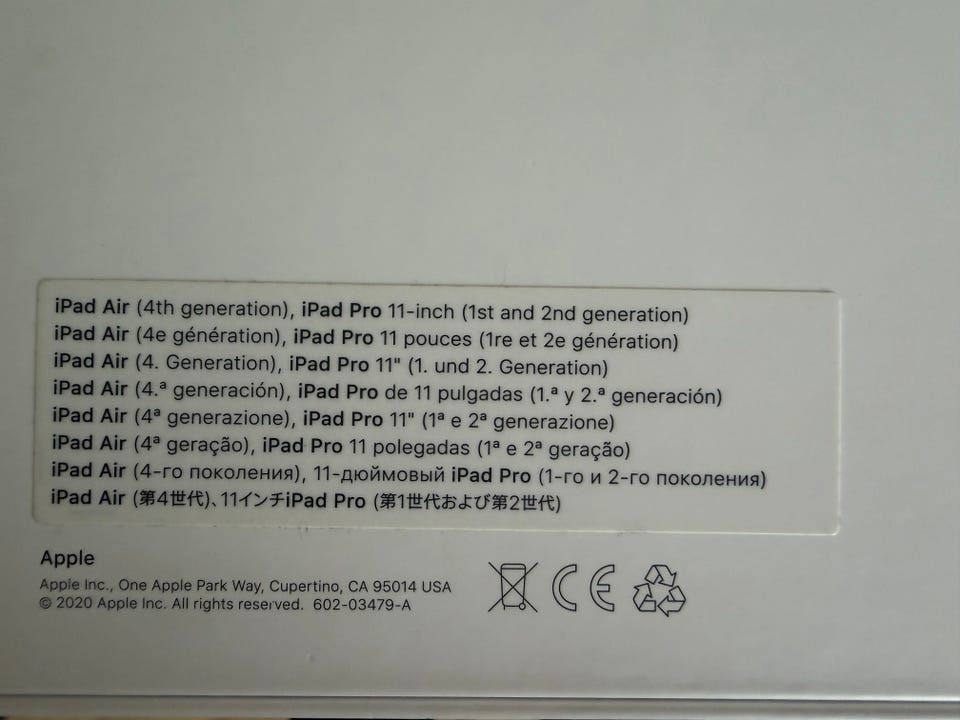 iPad Air (4th generation), iPad Pro 11-inch (1st and 2nd generation)
iPad Air (4e génération), iPad Pro 11 pouces (1re et 2e génération)
iPad Air (4. Generation), iPad Pro 11" (1. und 2. Generation)
iPad Air (4.ª generación), iPad Pro de 11 pulgadas (1.ª y 2.ª generación)
iPad Air (4ª generazione), iPad Pro 11" (1ª e 2ª generazione)
iPad Air (4ª geração), iPad Pro 11 polegadas (1ª e 2ª geração)
iPad Air (4-го поколения), 11-дюймовый iPad Pro (1-го и 2-го поколения)
iPad Air (第4世代)、11インチiPad Pro (第1世代および第2世代)
Apple
Apple Inc., One Apple Park Way, Cupertino, CA 95014 USA
© 2020 Apple Inc. All rights reserved. 602-03479-A
CE